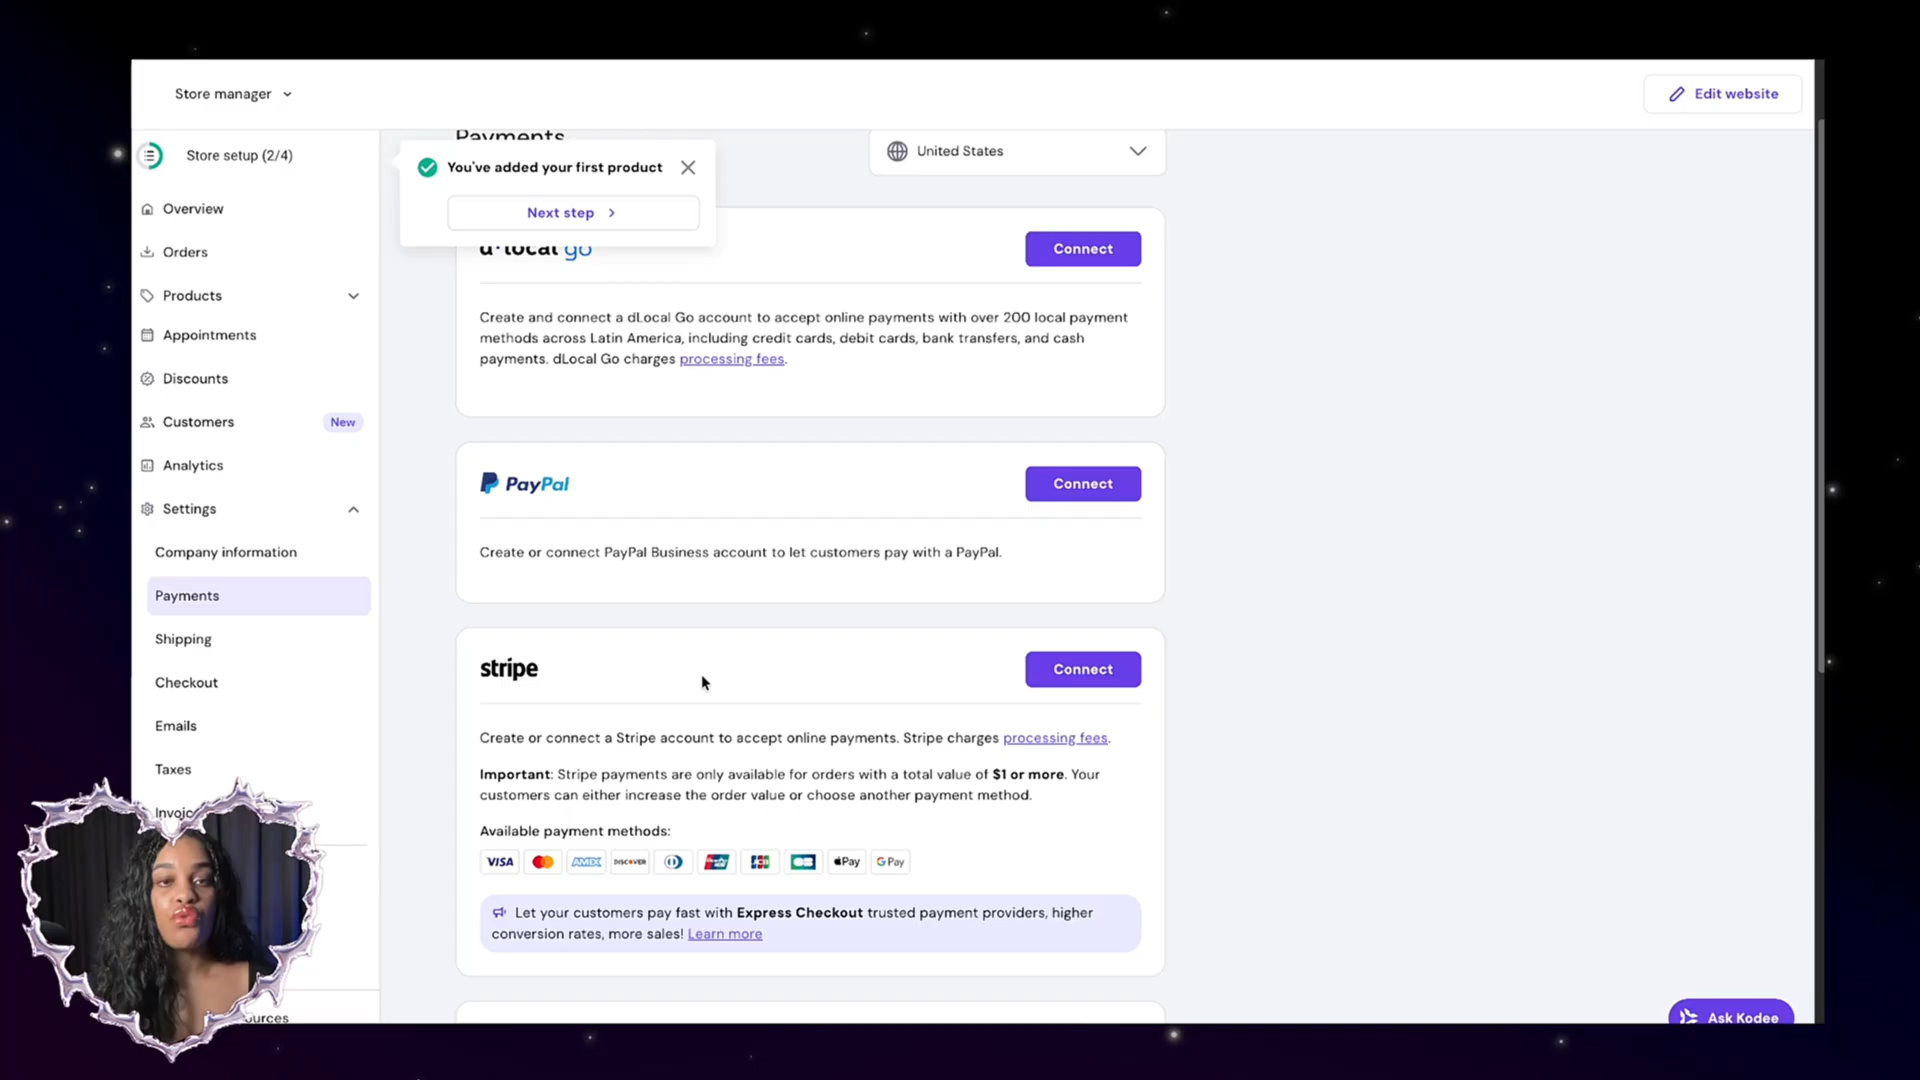 Store manager
Edit website
Store setup (2/4)
Overview
Orders
Products
Appointments
Discounts
Customers
New
Analytics
Settings
Company information
Payments
Shipping
Checkout
Emails
Taxes
Payments
United States
You've added your first product
Next step
d·local go
Connect
Create and connect a dLocal Go account to accept online payments with over 200 local payment
methods across Latin America, including credit cards, debit cards, bank transfers, and cash
payments. dLocal Go charges processing fees.
PayPal
Connect
Create or connect PayPal Business account to let customers pay with a PayPal.
stripe
Connect
Create or connect a Stripe account to accept online payments. Stripe charges processing fees.
Important: Stripe payments are only available for orders with a total value of $1 or more. Your
customers can either increase the order value or choose another payment method.
Available payment methods:
VISA
AMEX
DISCOVER
JCB
Pay
G Pay
Let your customers pay fast with Express Checkout trusted payment providers, higher
conversion rates, more sales! Learn more
Ask Kodee